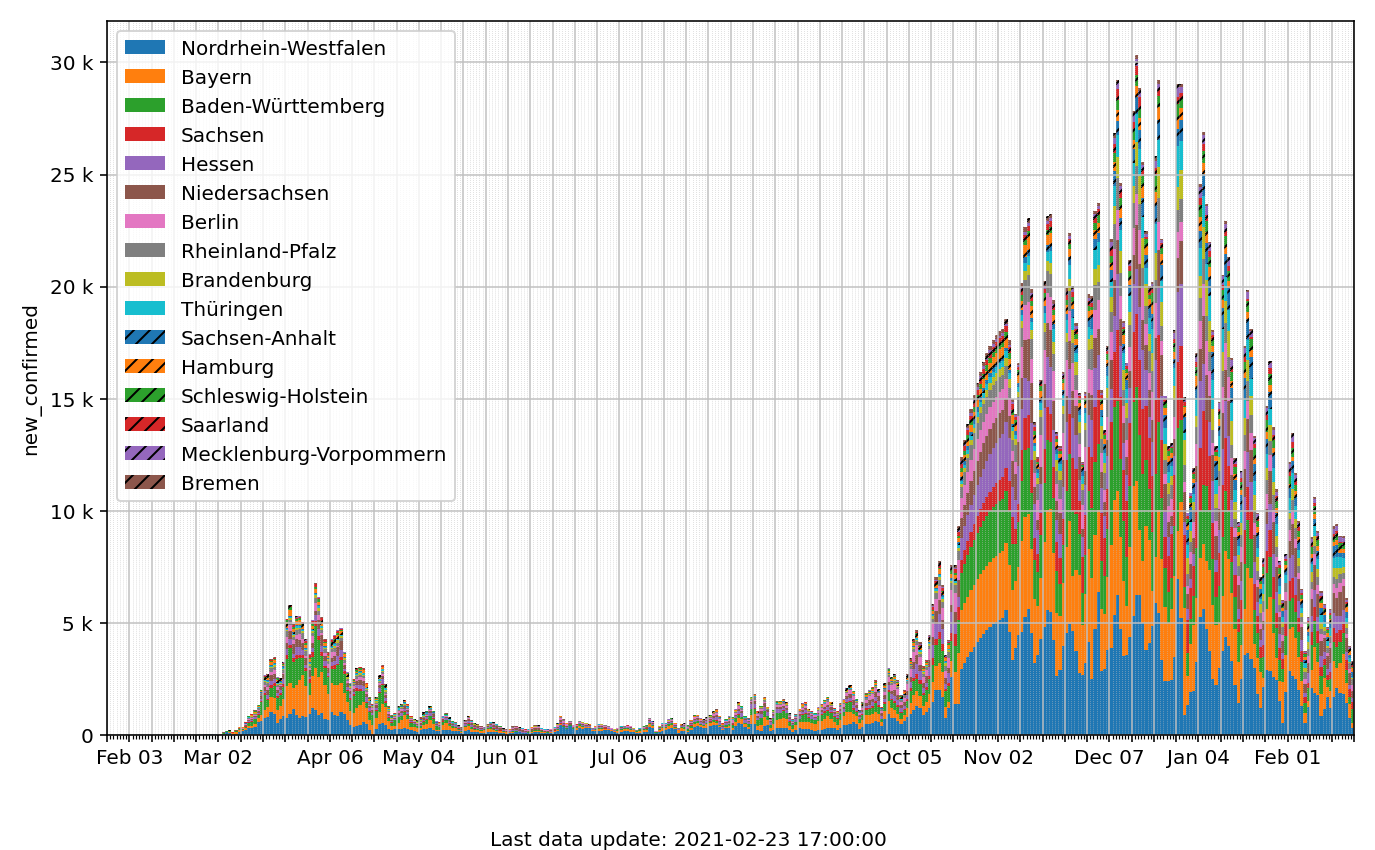 30 k
25 k
20 k
15 k
10 k
5 k
0
new_confirmed
Nordrhein-Westfalen
Bayern
Baden-Württemberg
Sachsen
Hessen
Niedersachsen
Berlin
Rheinland-Pfalz
Brandenburg
Thüringen
Sachsen-Anhalt
Hamburg
Schleswig-Holstein
Saarland
Mecklenburg-Vorpommern
Bremen
Feb 03 Mar 02 Apr 06 May 04 Jun 01 Jul 06 Aug 03 Sep 07 Oct 05 Nov 02 Dec 07 Jan 04 Feb 01
Last data update: 2021-02-23 17:00:00